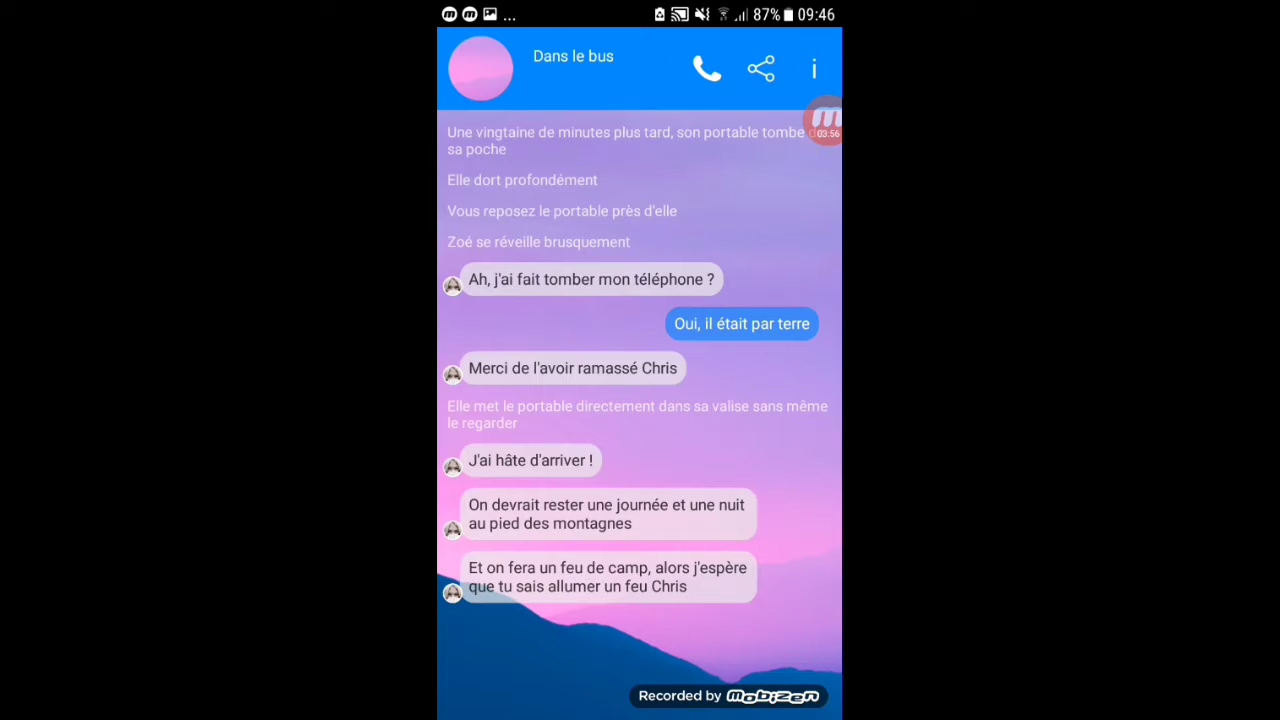 ... 87% 09:46
Dans le bus
Une vingtaine de minutes plus tard, son portable tombe
03:56
sa poche
Elle dort profondément
Vous reposez le portable près d'elle
Zoé se réveille brusquement
Ah, j'ai fait tomber mon téléphone ?
Oui, il était par terre
Merci de l'avoir ramassé Chris
Elle met le portable directement dans sa valise sans même
le regarder
J'ai hâte d'arriver !
On devrait rester une journée et une nuit
au pied des montagnes
Et on fera un feu de camp, alors j'espère
que tu sais allumer un feu Chris
Recorded by mobizen